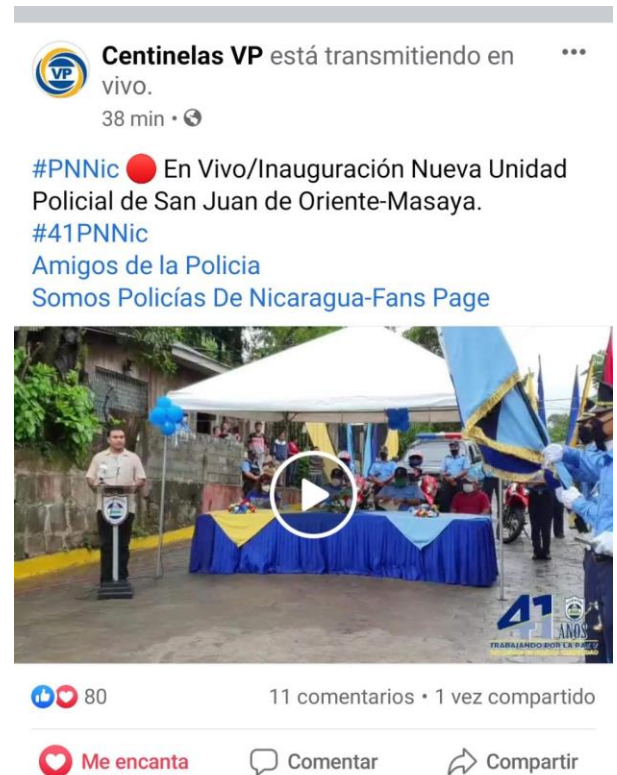 VP
Centinelas VP está transmitiendo en
vivo.
38 min
#PNNic 🔴 En Vivo/Inauguración Nueva Unidad
Policial de San Juan de Oriente-Masaya.
#41PNNic
Amigos de la Policia
Somos Policías De Nicaragua-Fans Page
41
AÑOS
TRABAJANDO POR LA PAZ
80
11 comentarios • 1 vez compartido
Me encanta
Comentar
Compartir